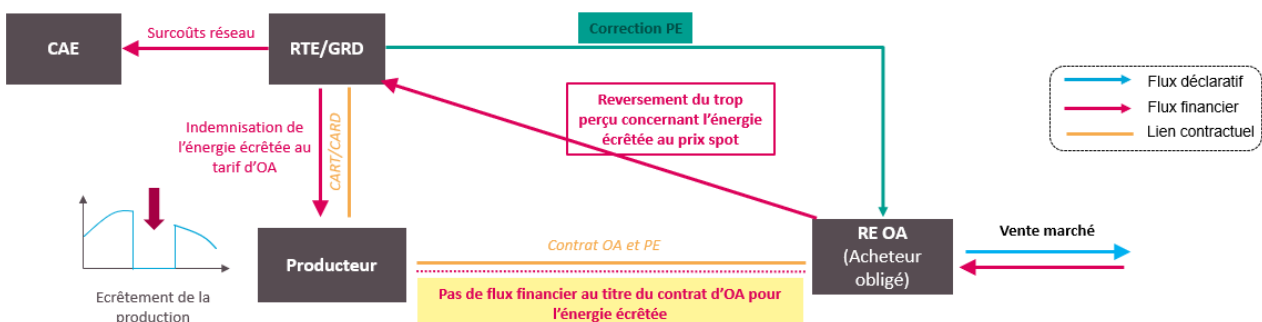 CAE
Surcoûts réseau
RTE/GRD
Correction PE
Flux déclaratif
Flux financier
Lien contractuel
Reversement du trop
perçu concernant l'énergie
écrêtée au prix spot
Indemnisation de
l'énergie écrêtée au
tarif d'OA
CART/CARD
Producteur
Contrat OA et PE
Pas de flux financier au titre du contrat d'OA pour
l'énergie écrêtée
RE OA
(Acheteur
obligé)
Vente marché
Ecrêtement de la
production